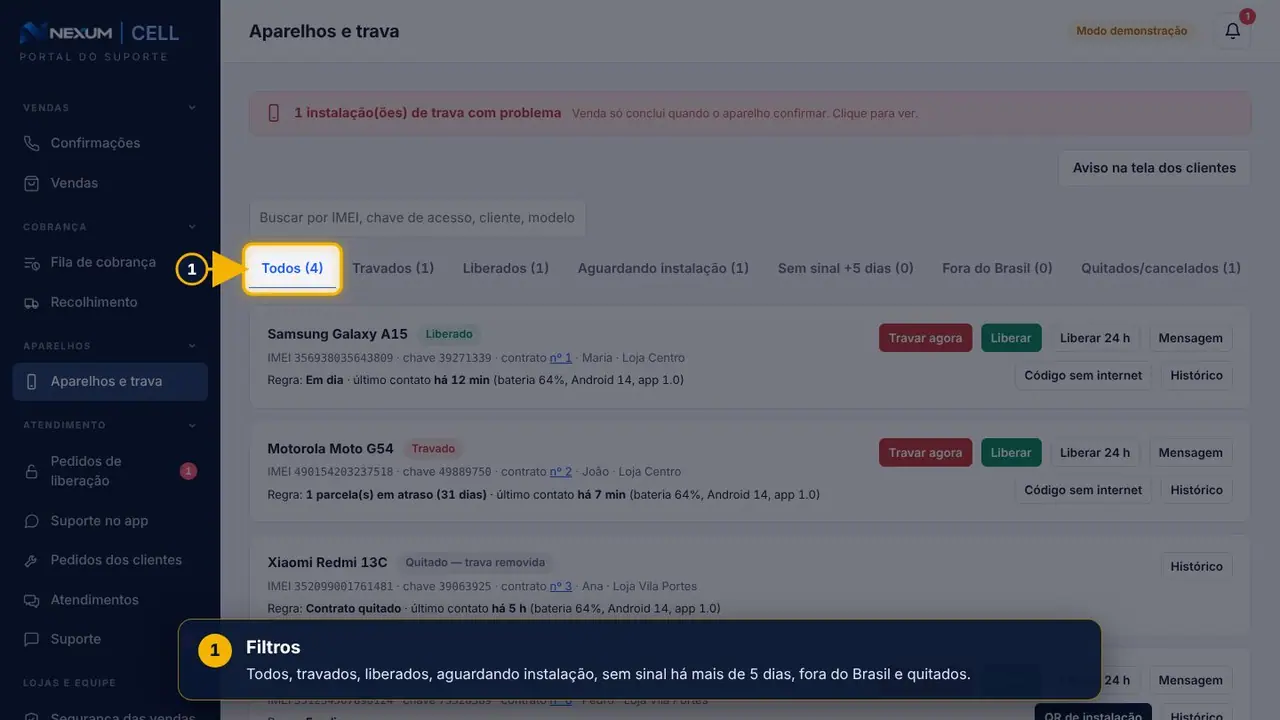 NEXUM | CELL
PORTAL DO SUPORTE
VENDAS
Confirmações
Vendas
COBRANÇA
Fila de cobrança
Recolhimento
APARELHOS
Aparelhos e trava
ATENDIMENTO
Pedidos de liberação
1
Suporte no app
Pedidos dos clientes
Atendimentos
Suporte
LOJAS E EQUIPE
Segurança das vendas
Aparelhos e trava
Modo demonstração
1
1 instalação(ões) de trava com problema Venda só conclui quando o aparelho confirmar. Clique para ver.
Aviso na tela dos clientes
Buscar por IMEI, chave de acesso, cliente, modelo
1
Todos (4) Travados (1) Liberados (1) Aguardando instalação (1) Sem sinal +5 dias (0) Fora do Brasil (0) Quitados/cancelados (1)
Samsung Galaxy A15 Liberado
IMEI 356938035643809 · chave 39271339 · contrato nº 1 · Maria · Loja Centro
Regra: Em dia · último contato há 12 min (bateria 64%, Android 14, app 1.0)
Travar agora Liberar Liberar 24 h Mensagem
Código sem internet Histórico
Motorola Moto G54 Travado
IMEI 490154203237518 · chave 49889750 · contrato nº 2 · João · Loja Centro
Regra: 1 parcela(s) em atraso (31 dias) · último contato há 7 min (bateria 64%, Android 14, app 1.0)
Travar agora Liberar Liberar 24 h Mensagem
Código sem internet Histórico
Xiaomi Redmi 13C Quitado — trava removida
IMEI 352099001761481 · chave 39063925 · contrato nº 3 · Ana · Loja Vila Portes
Regra: Contrato quitado · último contato há 5 h (bateria 64%, Android 14, app 1.0)
Histórico
24 h Mensagem
QR de instalação Histórico
1
Filtros
Todos, travados, liberados, aguardando instalação, sem sinal há mais de 5 dias, fora do Brasil e quitados.